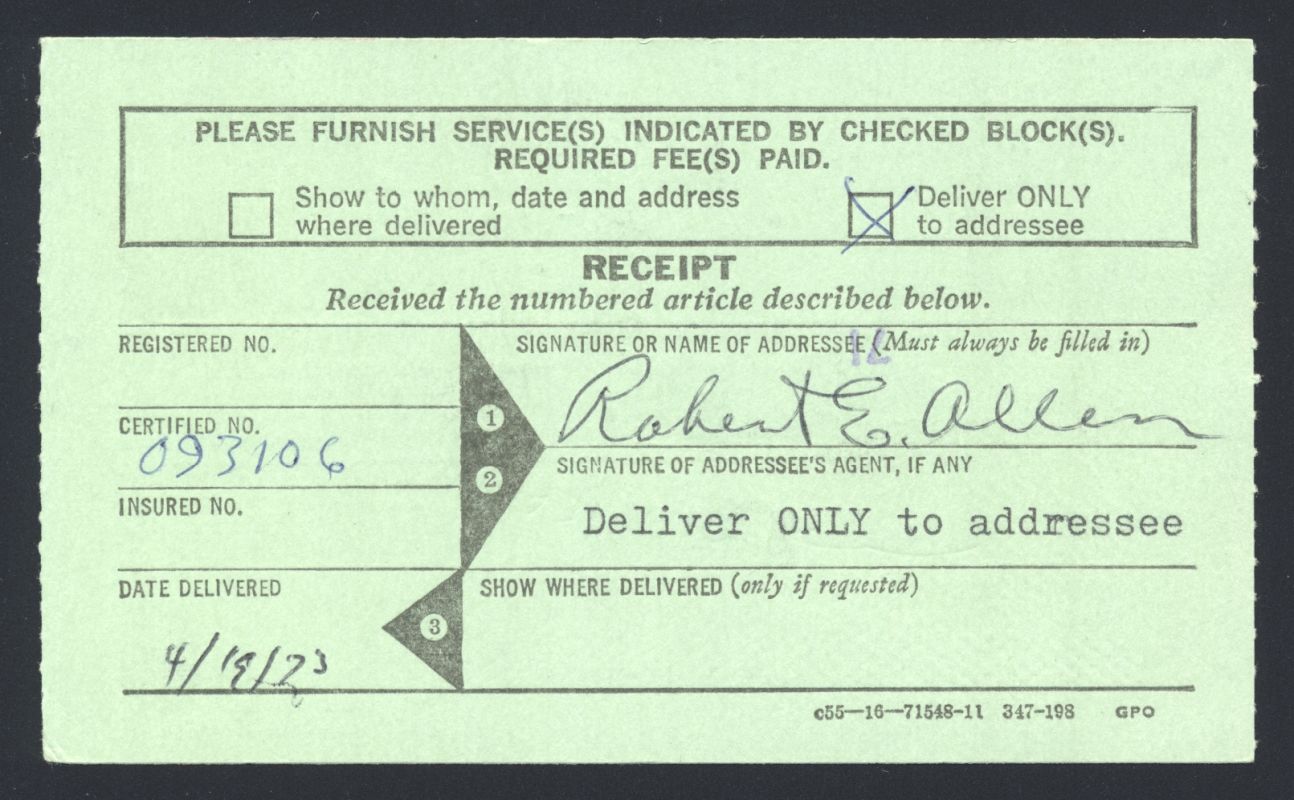 PLEASE FURNISH SERVICE(S) INDICATED BY CHECKED BLOCK(S).
REQUIRED FEE(S) PAID.
Show to whom, date and address
where delivered
Deliver ONLY
to addressee
RECEIPT
Received the numbered article described below.
REGISTERED NO.
SIGNATURE OR NAME OF ADDRESSEE (Must always be filled in)
Robert E. Allen
1
CERTIFIED NO.
093106
2
SIGNATURE OF ADDRESSEE'S AGENT, IF ANY
INSURED NO.
Deliver ONLY to addressee
DATE DELIVERED
SHOW WHERE DELIVERED (only if requested)
3
4/19/73
c55—16—71548-11 347-198 GPO